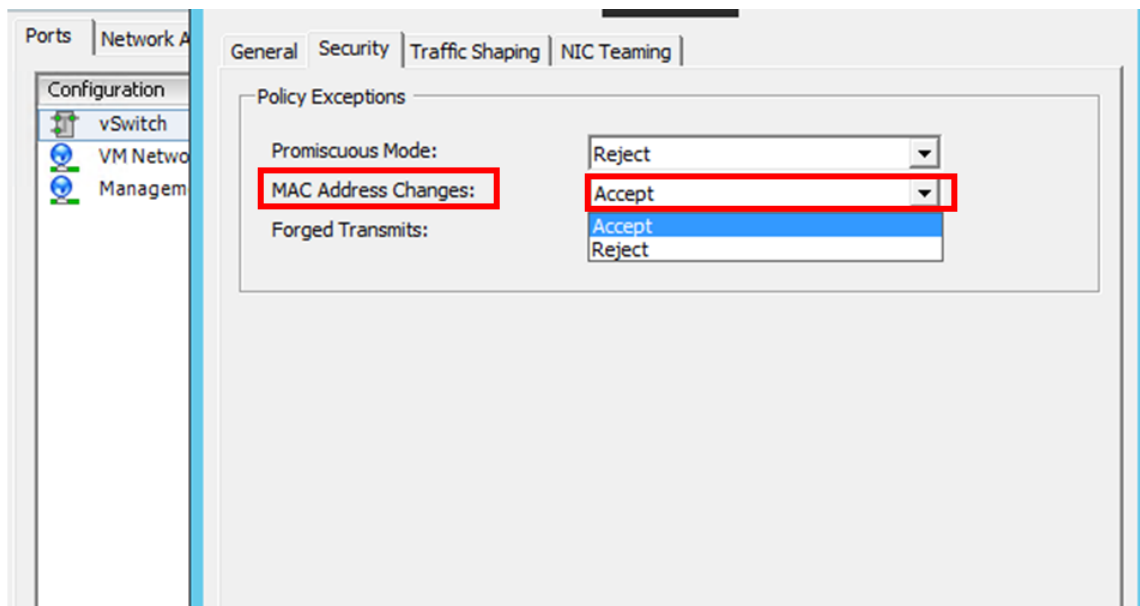 Ports
Network A
Configuration
vSwitch
VM Netwo
Managem
General
Security
Traffic Shaping
NIC Teaming
Policy Exceptions
Promiscuous Mode:
Reject
MAC Address Changes:
Accept
Forged Transmits:
Accept
Reject